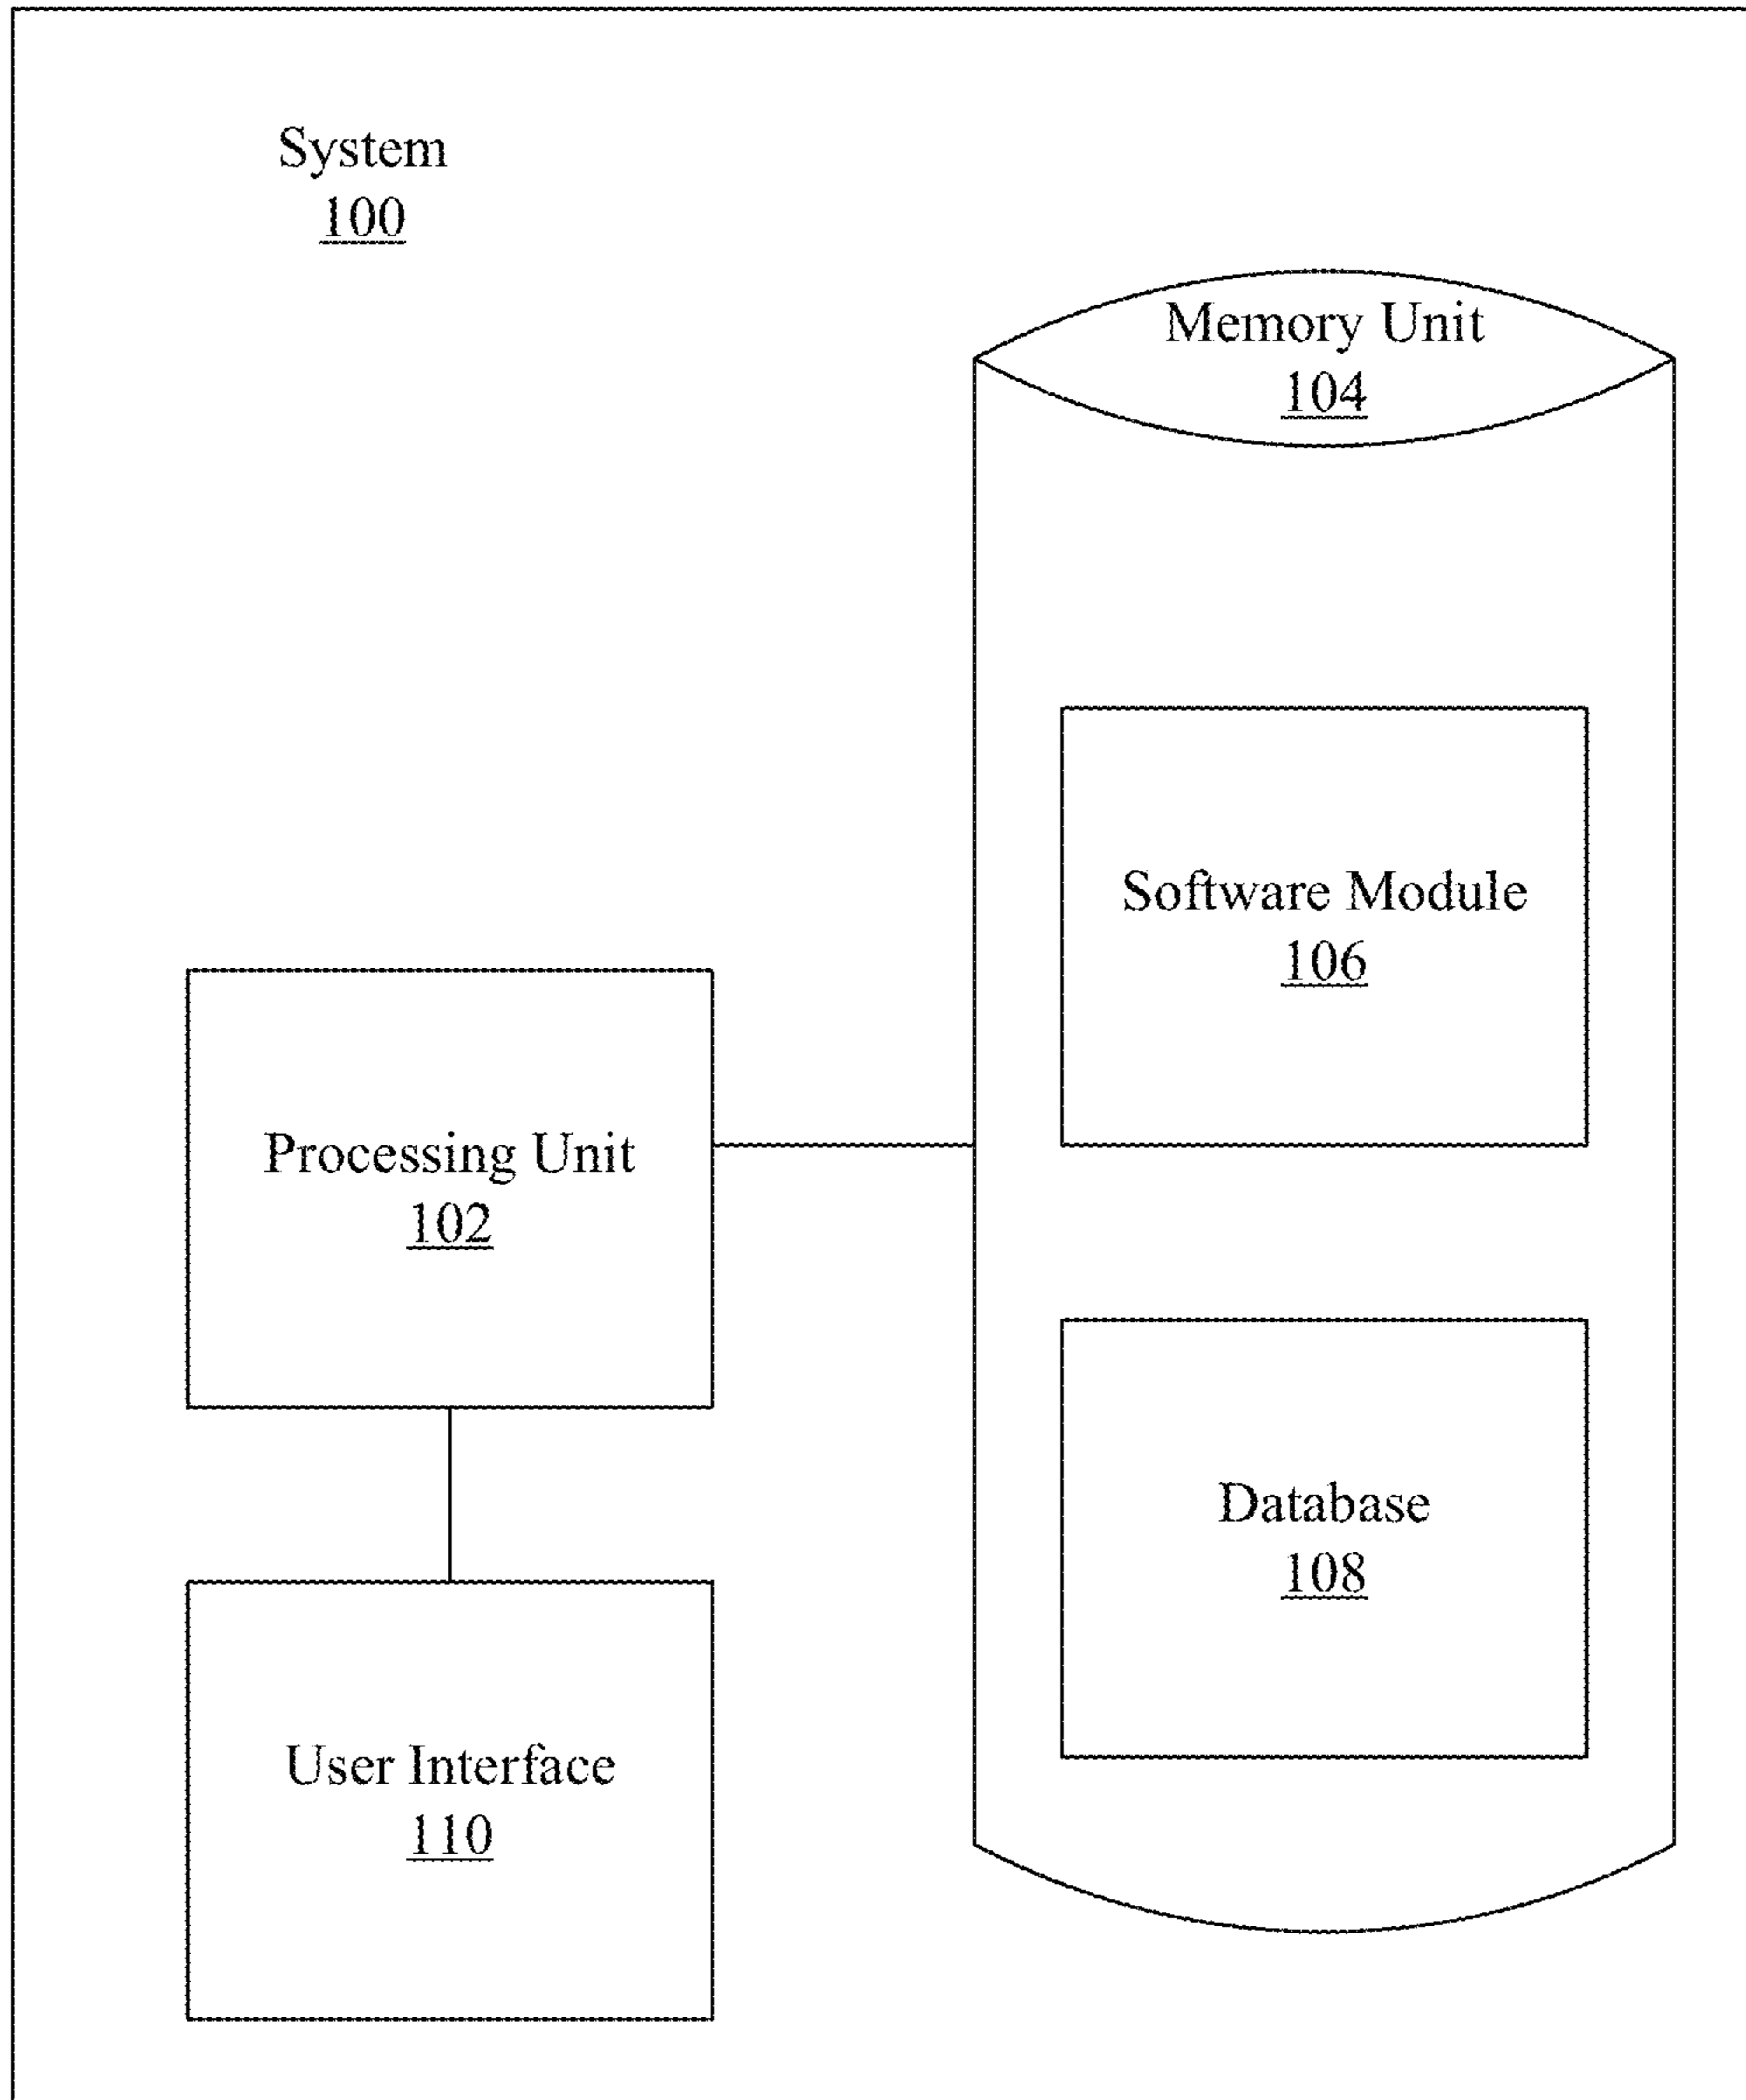 System
100
Memory Unit
104
Software Module
106
Processing Unit
102
Database
108
User Interface
110